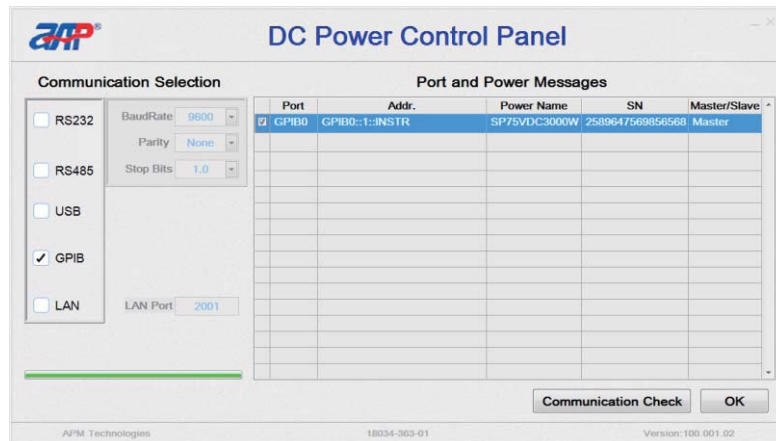 APM®
DC Power Control Panel
Communication Selection
Port and Power Messages
RS232
BaudRate 9600
Parity None
RS485
Stop Bits 1.0
USB
GPIB
LAN
LAN Port 2001
Port Addr. Power Name SN Master/Slave
GPIB0 GPIB0::1::INSTR SP75VDC3000W 2589647569856568 Master
Communication Check
OK
APM Technologies
18034-363-01
Version:100.001.02